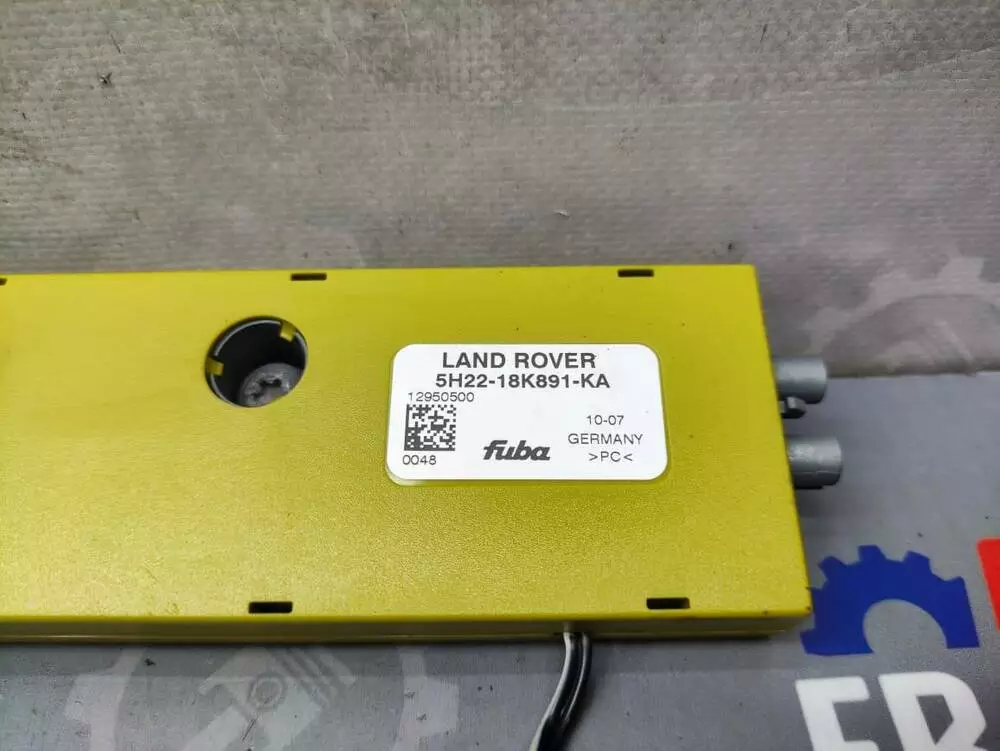 LAND ROVER
5H22-18K891-KA
12950500
10-07
GERMANY
0048
fuba
>PC<